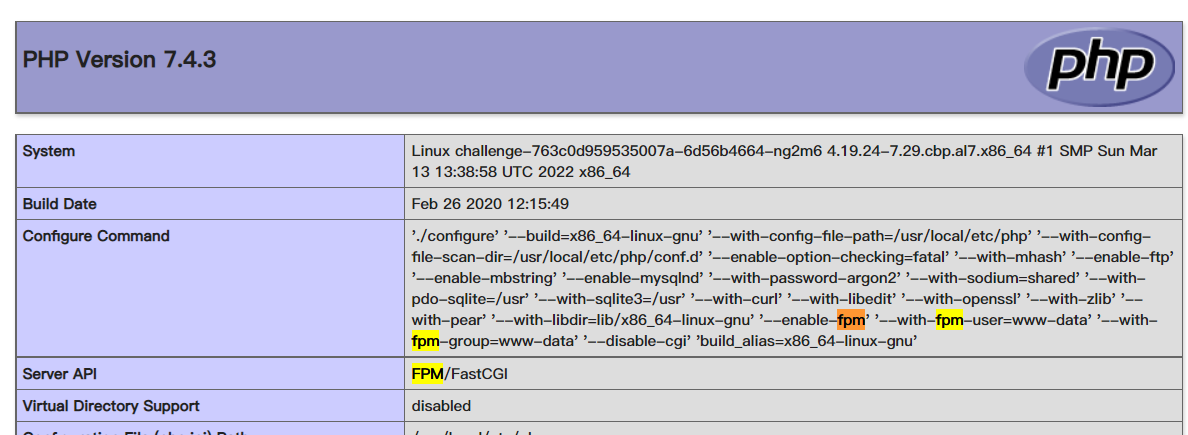 PHP Version 7.4.3
php
System
Linux challenge-763c0d959535007a-6d56b4664-ng2m6 4.19.24-7.29.cbp.al7.x86_64 #1 SMP Sun Mar
13 13:38:58 UTC 2022 x86_64
Build Date
Feb 26 2020 12:15:49
Configure Command
'./configure' '--build=x86_64-linux-gnu' '--with-config-file-path=/usr/local/etc/php' '--with-config-
file-scan-dir=/usr/local/etc/php/conf.d' '--enable-option-checking=fatal' '--with-mhash' '--enable-ftp'
'--enable-mbstring' '--enable-mysqlnd' '--with-password-argon2' '--with-sodium=shared' '--with-
pdo-sqlite=/usr' '--with-sqlite3=/usr' '--with-curl' '--with-libedit' '--with-openssl' '--with-zlib' '--
with-pear' '--with-libdir=lib/x86_64-linux-gnu' '--enable-fpm' '--with-fpm-user=www-data' '--with-
fpm-group=www-data' '--disable-cgi' 'build_alias=x86_64-linux-gnu'
Server API
FPM/FastCGI
Virtual Directory Support
disabled